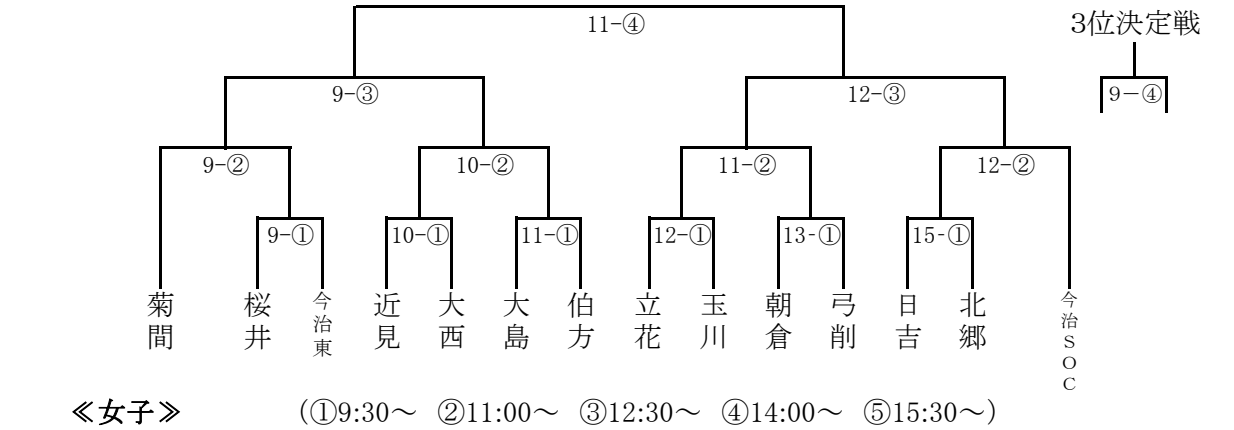 11-④
3位決定戦
9-③
12-③
9－④
9-②
10-②
11-②
12-②
9-①
10-①
11-①
12-①
13-①
15-①
菊間
桜井
今治東
近見
大西
大島
伯方
立花
玉川
朝倉
弓削
日吉
北郷
今治ＳＯＣ
≪女子≫ (①9:30～ ②11:00～ ③12:30～ ④14:00～ ⑤15:30～)